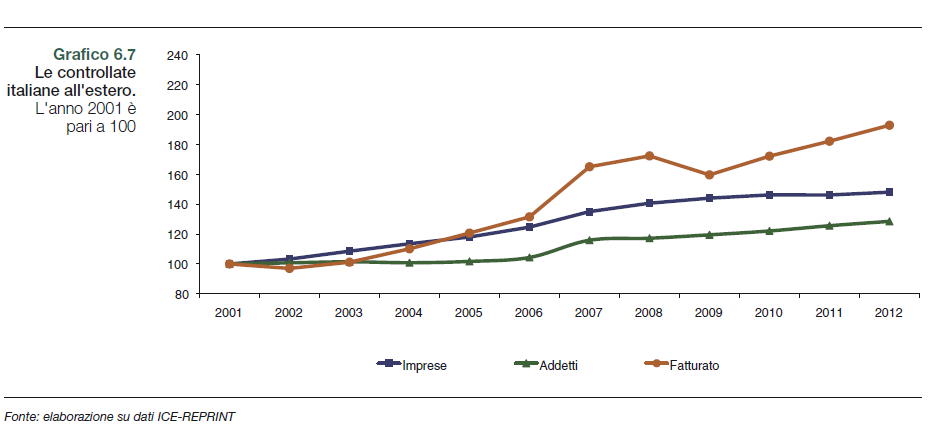 Grafico 6.7
Le controllate
italiane all'estero.
L'anno 2001 è
pari a 100
240
220
200
180
160
140
120
100
80
2001 2002 2003 2004 2005 2006 2007 2008 2009 2010 2011 2012
Imprese Addetti Fatturato
Fonte: elaborazione su dati ICE-REPRINT